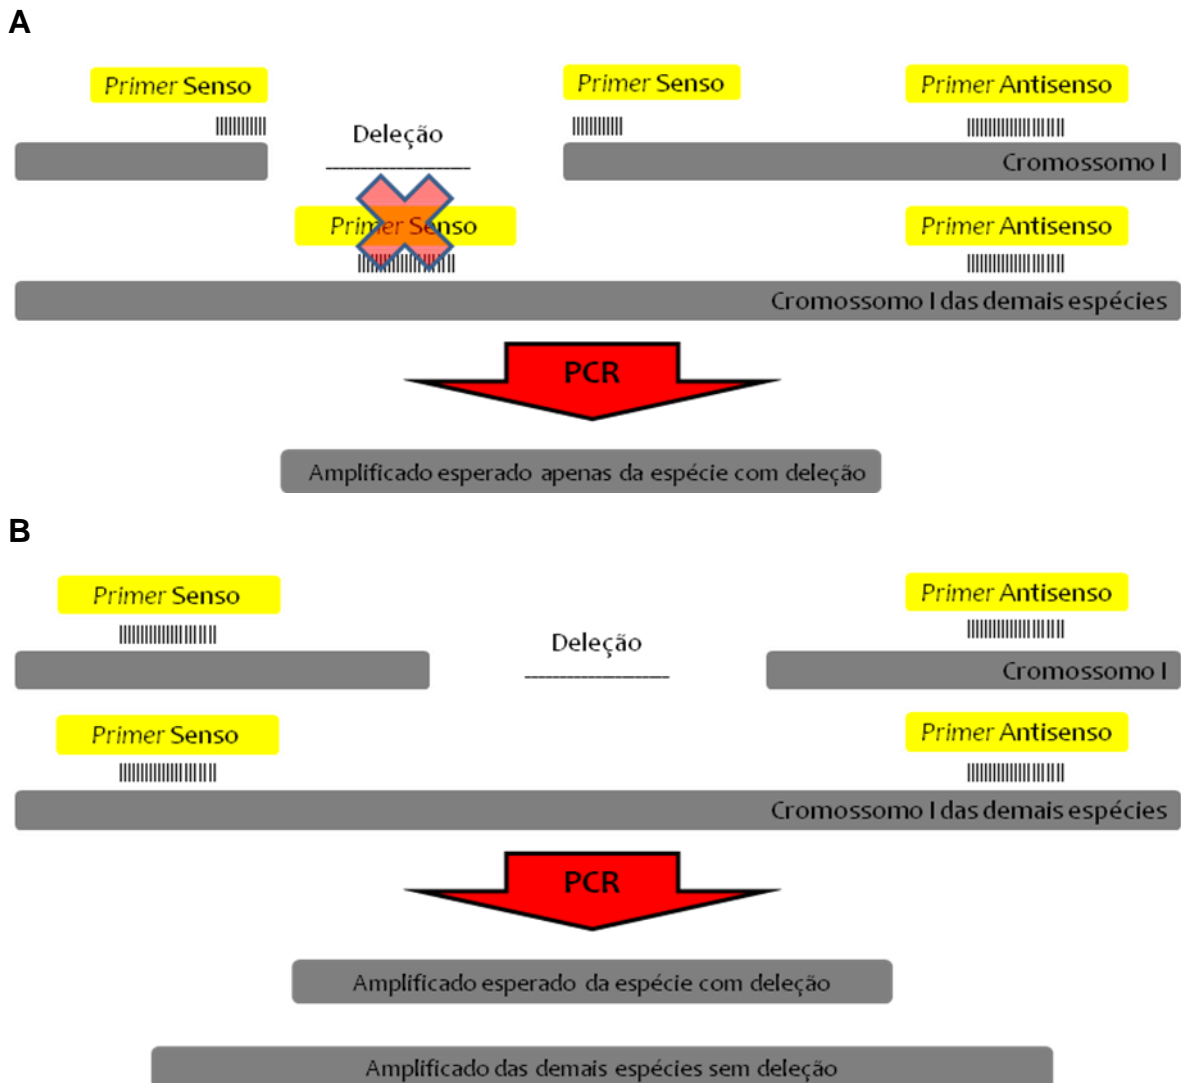 A
Primer Senso
Primer Senso
Primer Antisenso
Deleção
Cromossomo I
Primer Senso
Primer Antisenso
Cromossomo I das demais espécies
PCR
Amplificado esperado apenas da espécie com deleção
B
Primer Senso
Primer Antisenso
Deleção
Cromossomo I
Primer Senso
Primer Antisenso
Cromossomo I das demais espécies
PCR
Amplificado esperado da espécie com deleção
Amplificado das demais espécies sem deleção